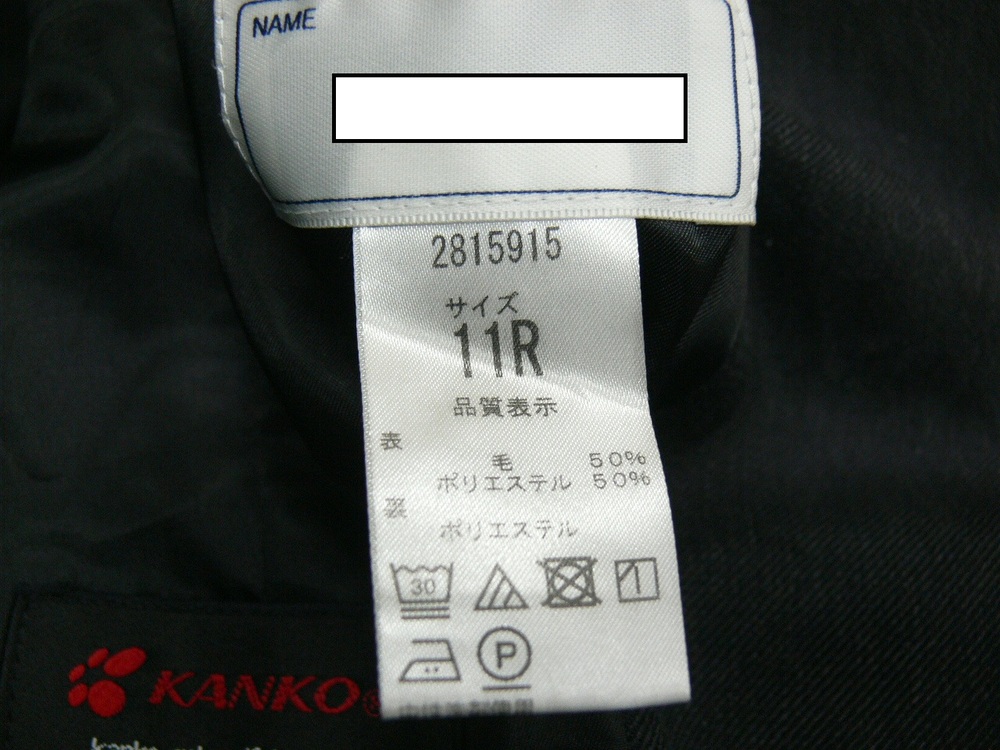 NAME
2815915
サイズ
11R
品質表示
表
毛 50%
ポリエステル 50%
裏
ポリエステル
30
P
KANKO®